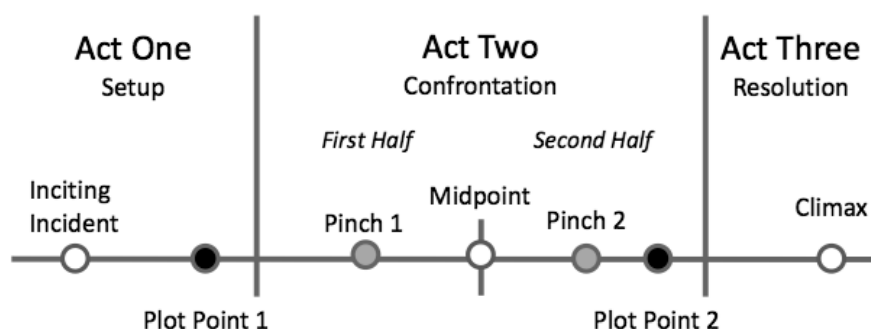 Act One
Setup
Act Two
Confrontation
Act Three
Resolution
First Half
Second Half
Inciting
Incident
Pinch 1
Midpoint
Pinch 2
Climax
Plot Point 1
Plot Point 2